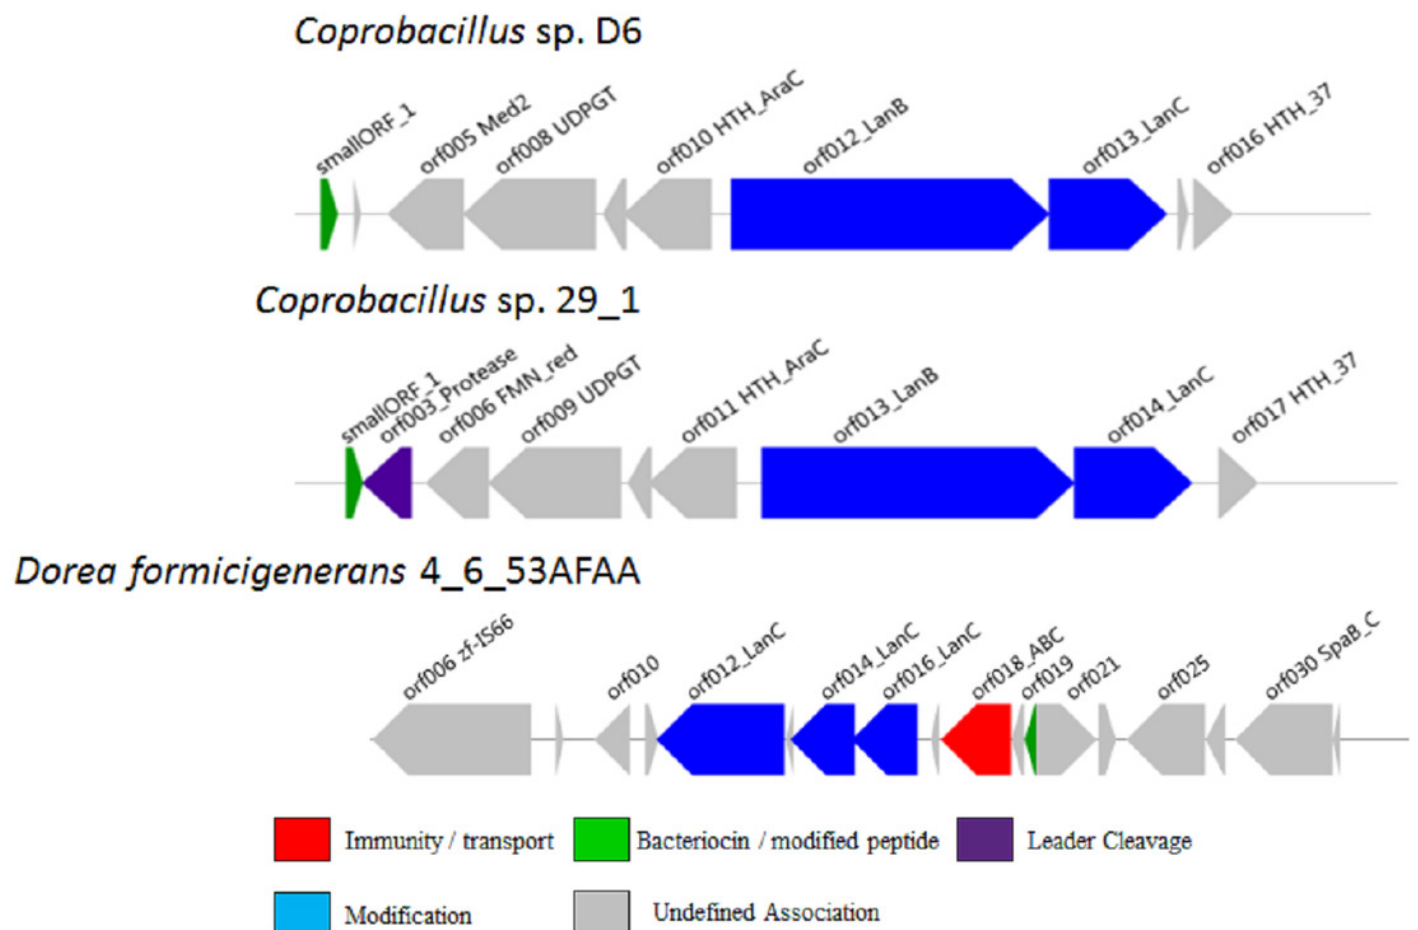 Coprobacillus sp. D6
smallORF_1
orf005 Med2
orf008 UDPGT
orf010 HTH_AraC
orf012_LanB
orf013_LanC
orf016 HTH_37
Coprobacillus sp. 29_1
smallORF_1
orf003_Protease
orf006 FMN_red
orf009 UDPGT
orf011 HTH_AraC
orf013_LanB
orf014_LanC
orf017 HTH_37
Dorea formicigenerans 4_6_53AFAA
orf006 zf-IS66
orf010
orf012_LanC
orf014_LanC
orf016_LanC
orf018_ABC
orf019
orf021
orf025
orf030 SpaB_C
Immunity / transport
Bacteriocin / modified peptide
Leader Cleavage
Modification
Undefined Association